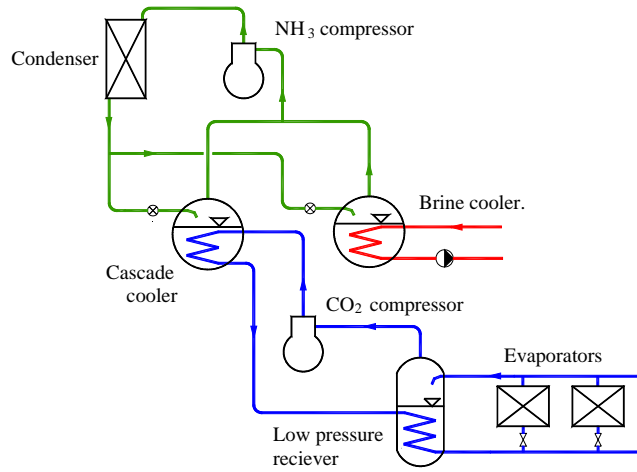 NH3 compressor
Condenser
Brine cooler.
Cascade
cooler
CO2 compressor
Evaporators
Low pressure
reciever